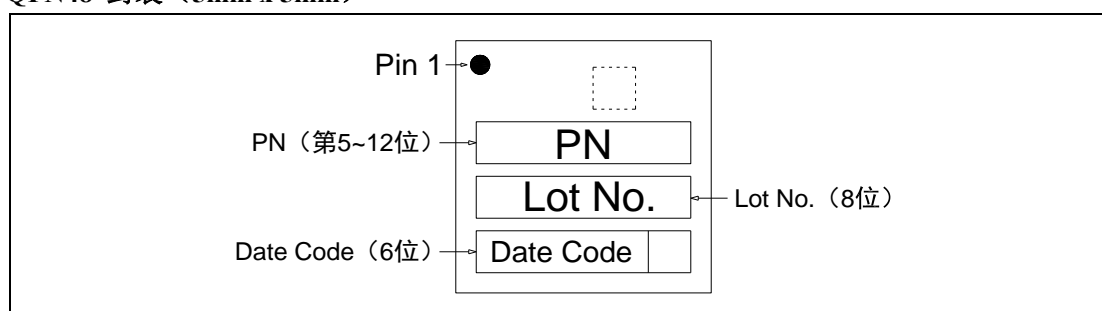 Pin 1
PN（第5~12位）
PN
Lot No.
Lot No.（8位）
Date Code（6位）
Date Code